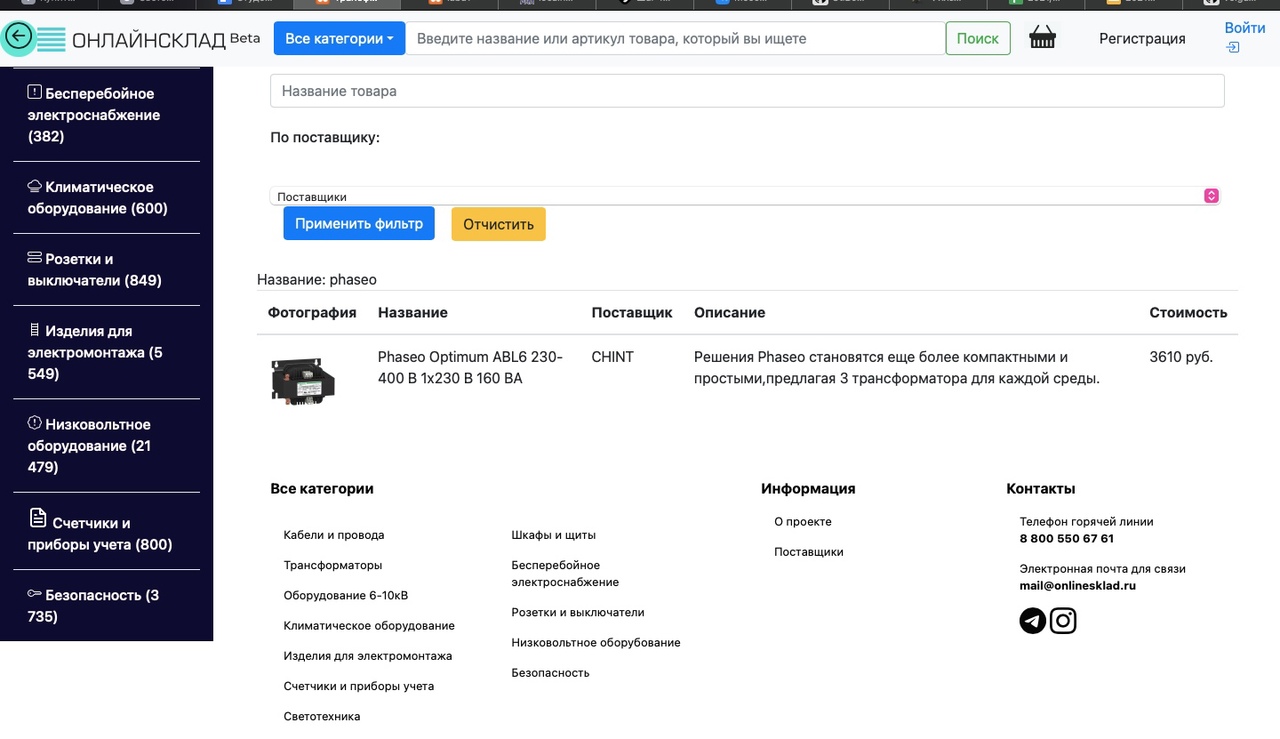 ОНЛАЙНСКЛАД Beta
Все категории
Введите название или артикул товара, который вы ищете
Поиск
Регистрация
Войти
Бесперебойное
электроснабжение
(382)
Климатическое
оборудование (600)
Розетки и
выключатели (849)
Изделия для
электромонтажа (5
549)
Низковольтное
оборудование (21
479)
Счетчики и
приборы учета (800)
Безопасность (3
735)
Название товара
По поставщику:
Поставщики
Применить фильтр
Отчистить
Название: phaseo
Фотография Название Поставщик Описание Стоимость
Phaseo Optimum ABL6 230-
400 В 1x230 В 160 ВА
CHINT
Решения Phaseo становятся еще более компактными и
простыми,предлагая 3 трансформатора для каждой среды.
3610 руб.
Все категории
Кабели и провода
Трансформаторы
Оборудование 6-10кВ
Климатическое оборудование
Изделия для электромонтажа
Счетчики и приборы учета
Светотехника
Шкафы и щиты
Бесперебойное
электроснабжение
Розетки и выключатели
Низковольтное оборубование
Безопасность
Информация
О проекте
Поставщики
Контакты
Телефон горячей линии
8 800 550 67 61
Электронная почта для связи
mail@onlinesklad.ru